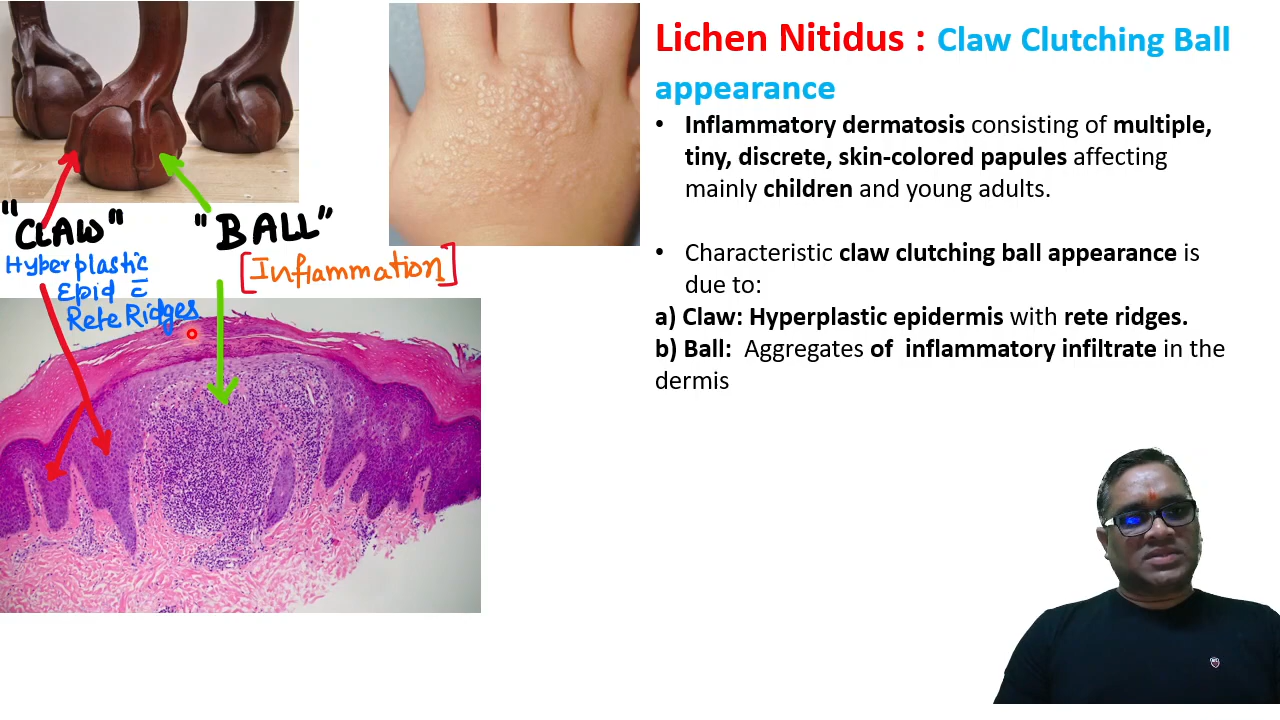 Lichen Nitidus : Claw Clutching Ball
appearance
• Inflammatory dermatosis consisting of multiple,
tiny, discrete, skin-colored papules affecting
mainly children and young adults.
• Characteristic claw clutching ball appearance is
due to:
a) Claw: Hyperplastic epidermis with rete ridges.
b) Ball: Aggregates of inflammatory infiltrate in the
dermis
"CLAW"
Hyperplastic
Epid c̄
Rete Ridges
"BALL"
[Inflammation]